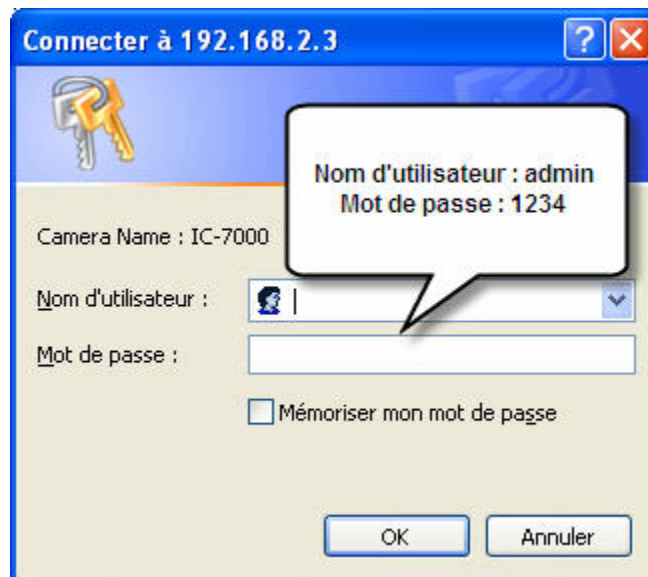 Connecter à 192.168.2.3
Nom d'utilisateur : admin
Mot de passe : 1234
Camera Name : IC-7000
Nom d'utilisateur :
Mot de passe :
Mémoriser mon mot de passe
OK
Annuler